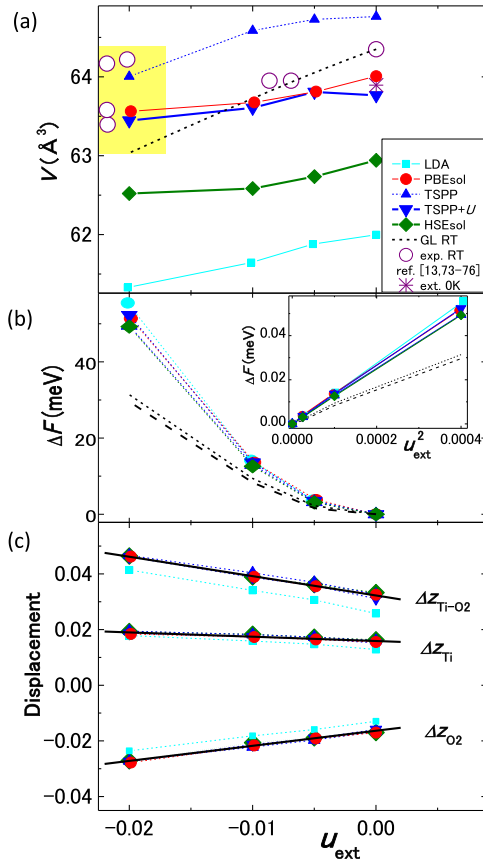 (a)
V (Å³)
64
63
62
LDA
PBEsol
TSPP
TSPP+U
HSEsol
GL RT
exp. RT
ref. [13,73−76]
ext. 0K
(b)
ΔF(meV)
40
20
0
ΔF(meV)
0.04
0.02
0.00
0.0000
0.0002
0.0004
u²ext
(c)
Displacement
0.04
0.02
0.00
-0.02
-0.04
ΔzTi−O2
ΔzTi
ΔzO2
-0.02
-0.01
0.00
uext